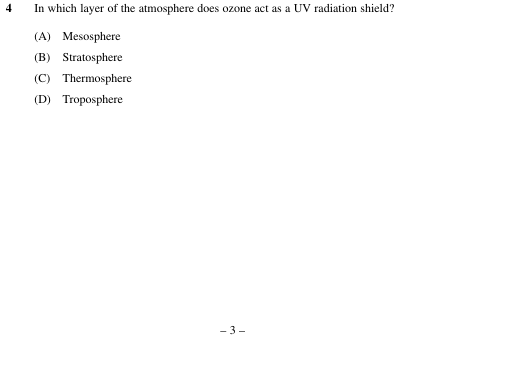 4 In which layer of the atmosphere does ozone act as a UV radiation shield?
(A) Mesosphere
(B) Stratosphere
(C) Thermosphere
(D) Troposphere
– 3 –